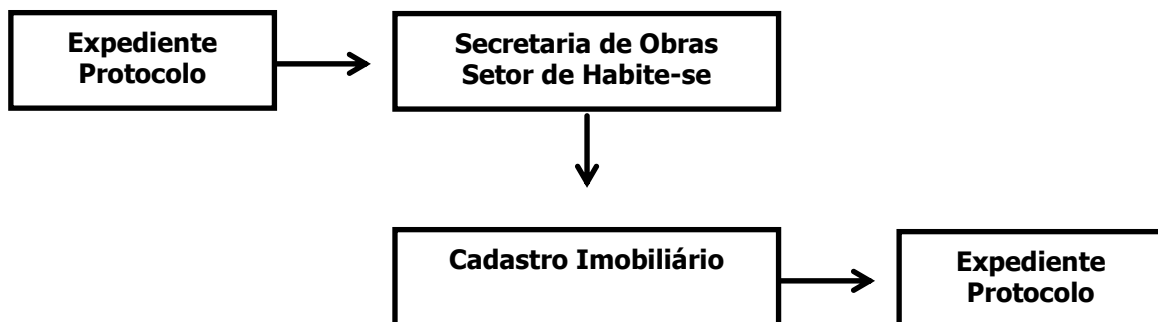 Expediente
Protocolo
Secretaria de Obras
Setor de Habite-se
Cadastro Imobiliário
Expediente
Protocolo